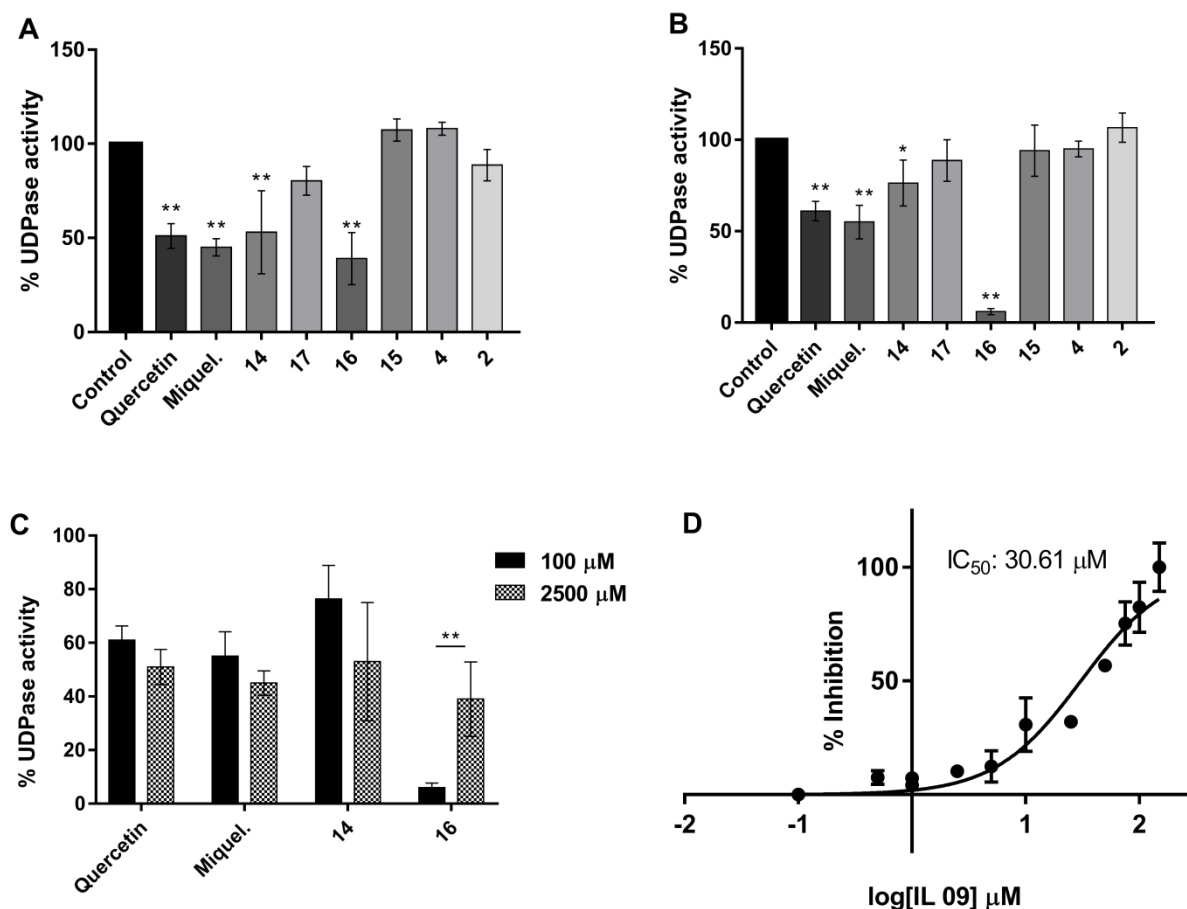 A
% UDPase activity
150
100
50
0
**
**
**
**
Control
Quercetin
Miquel.
14
17
16
15
4
2
B
% UDPase activity
150
100
50
0
**
**
*
**
Control
Quercetin
Miquel.
14
17
16
15
4
2
C
% UDPase activity
100
80
60
40
20
0
100 μM
2500 μM
**
Quercetin
Miquel.
14
16
D
IC50: 30.61 μM
% Inhibition
100
50
-2
-1
1
2
log[IL 09] μM